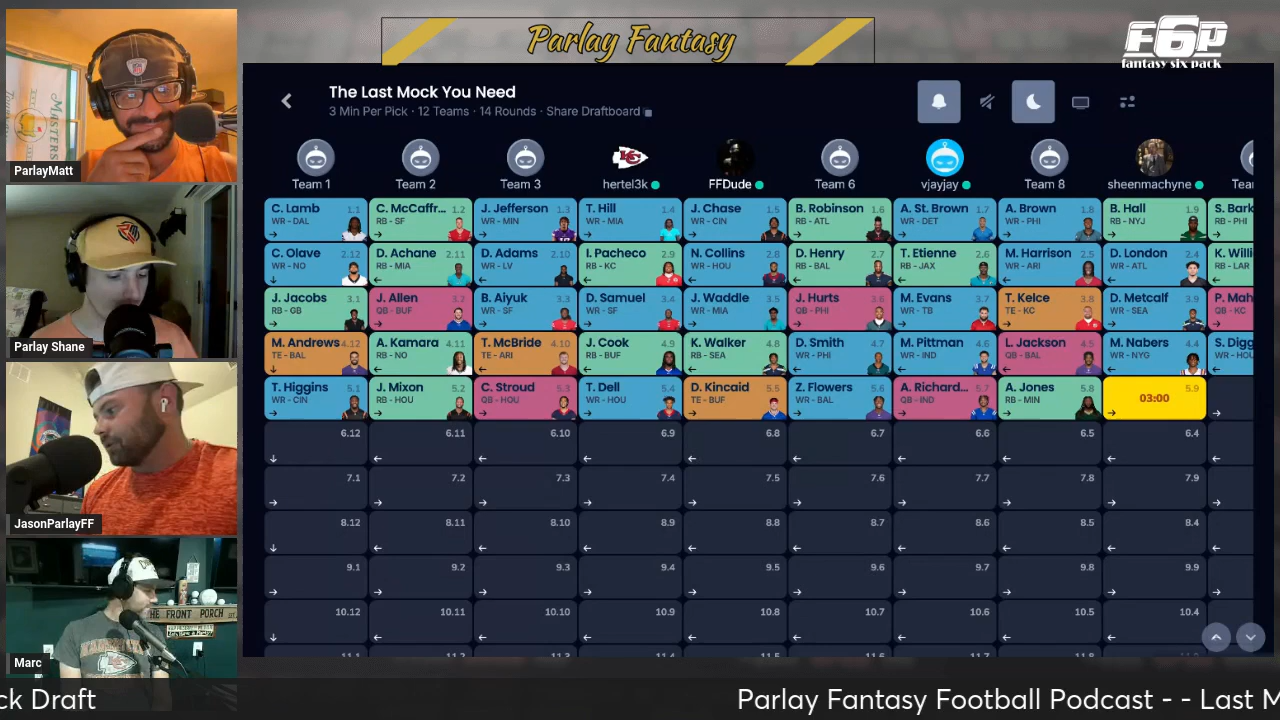 Parlay Fantasy
F6P
fantasy six pack
The Last Mock You Need
3 Min Per Pick · 12 Teams · 14 Rounds · Share Draftboard
Team 1
Team 2
Team 3
hertel3k
FFDude
Team 6
vjayjay
Team 8
sheenmachyne
C. Lamb 1.1
WR - DAL
C. McCaffr... 1.2
RB - SF
J. Jefferson 1.3
WR - MIN
T. Hill 1.4
WR - MIA
J. Chase 1.5
WR - CIN
B. Robinson 1.6
RB - ATL
A. St. Brown 1.7
WR - DET
A. Brown 1.8
WR - PHI
B. Hall 1.9
RB - NYJ
S. Bark
RB - PHI
C. Olave 2.12
WR - NO
D. Achane 2.11
RB - MIA
D. Adams 2.10
WR - LV
I. Pacheco 2.9
RB - KC
N. Collins 2.8
WR - HOU
D. Henry 2.7
RB - BAL
T. Etienne 2.6
RB - JAX
M. Harrison 2.5
WR - ARI
D. London 2.4
WR - ATL
K. Willi
RB - LAR
J. Jacobs 3.1
RB - GB
J. Allen 3.2
QB - BUF
B. Aiyuk 3.3
WR - SF
D. Samuel 3.4
WR - SF
J. Waddle 3.5
WR - MIA
J. Hurts 3.6
QB - PHI
M. Evans 3.7
WR - TB
T. Kelce 3.8
TE - KC
D. Metcalf 3.9
WR - SEA
P. Mah
QB - KC
M. Andrews 4.12
TE - BAL
A. Kamara 4.11
RB - NO
T. McBride 4.10
TE - ARI
J. Cook 4.9
RB - BUF
K. Walker 4.8
RB - SEA
D. Smith 4.7
WR - PHI
M. Pittman 4.6
WR - IND
L. Jackson 4.5
QB - BAL
M. Nabers 4.4
WR - NYG
S. Digg
WR - HOU
T. Higgins 5.1
WR - CIN
J. Mixon 5.2
RB - HOU
C. Stroud 5.3
QB - HOU
T. Dell 5.4
WR - HOU
D. Kincaid 5.5
TE - BUF
Z. Flowers 5.6
WR - BAL
A. Richard... 5.7
QB - IND
A. Jones 5.8
RB - MIN
5.9
03:00
6.12 6.11 6.10 6.9 6.8 6.7 6.6 6.5 6.4
7.1 7.2 7.3 7.4 7.5 7.6 7.7 7.8 7.9
8.12 8.11 8.10 8.9 8.8 8.7 8.6 8.5 8.4
9.1 9.2 9.3 9.4 9.5 9.6 9.7 9.8 9.9
10.12 10.11 10.10 10.9 10.8 10.7 10.6 10.5 10.4
ParlayMatt
Parlay Shane
JasonParlayFF
THE FRONT PORCH
Marc
ck Draft
Parlay Fantasy Football Podcast - - Last M